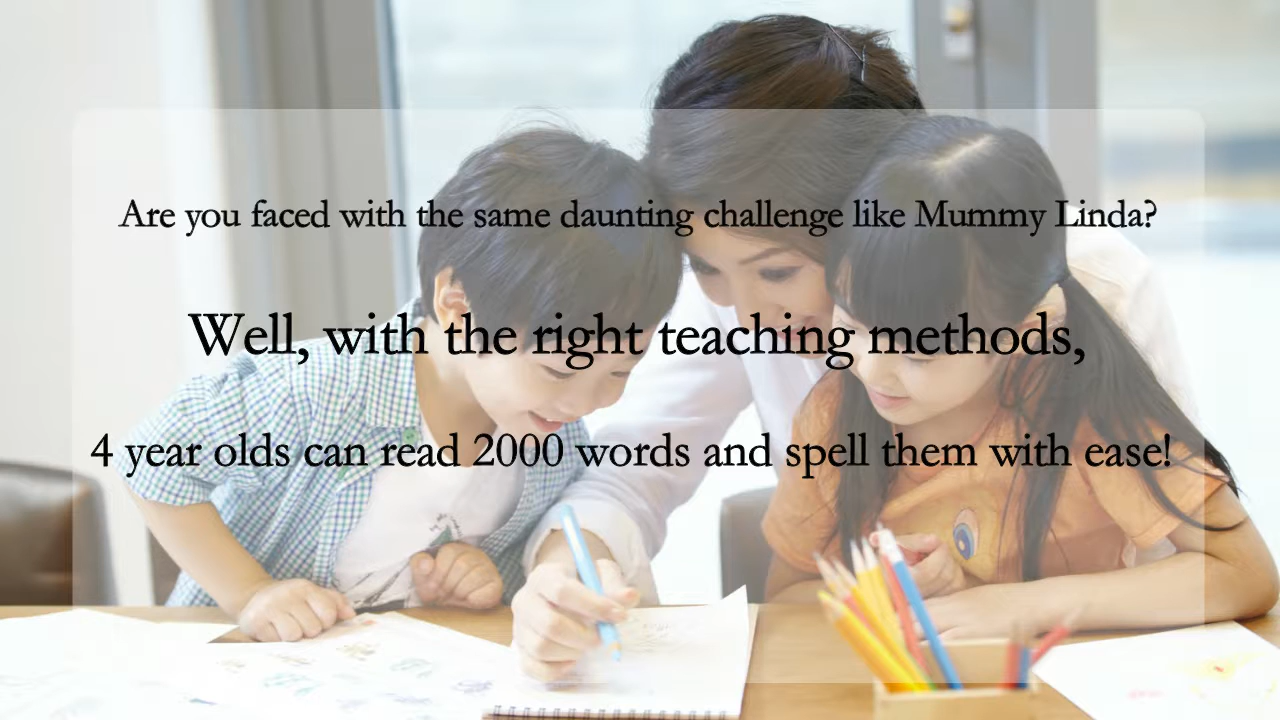 Are you faced with the same daunting challenge like Mummy Linda?
Well, with the right teaching methods,
4 year olds can read 2000 words and spell them with ease!